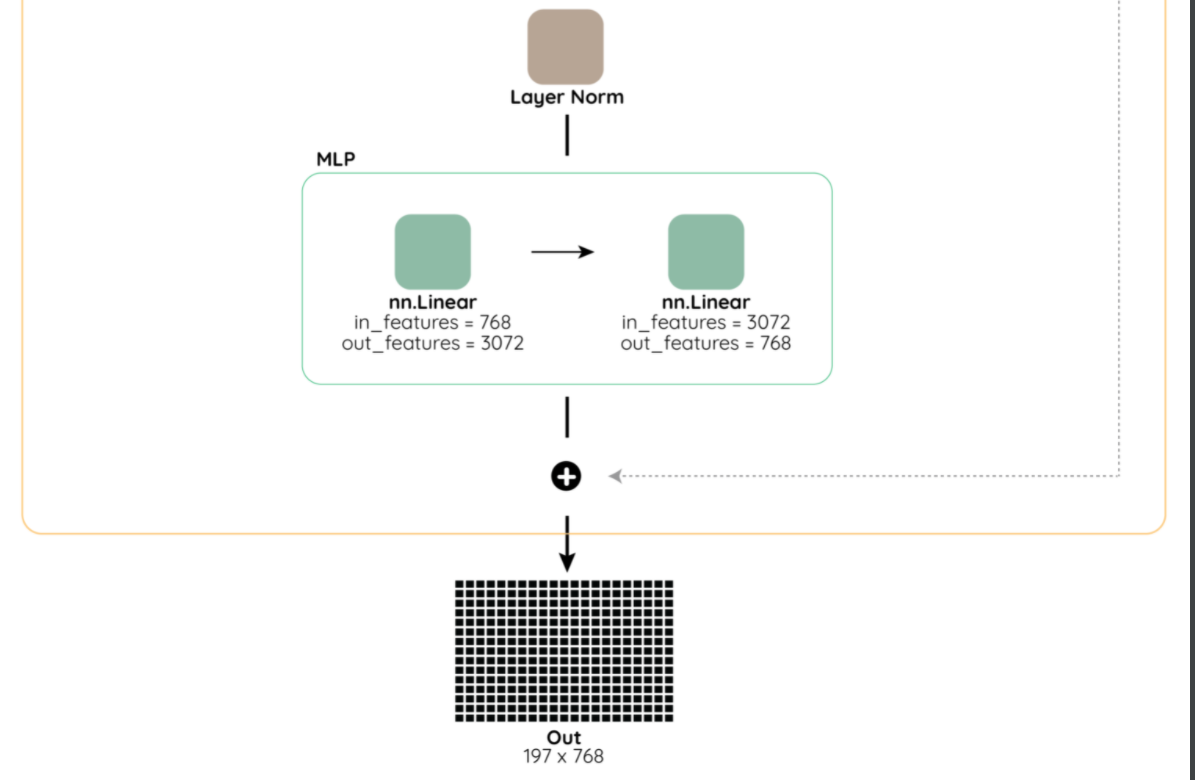 Layer Norm
MLP
nn.Linear
in_features = 768
out_features = 3072
nn.Linear
in_features = 3072
out_features = 768
Out
197 x 768